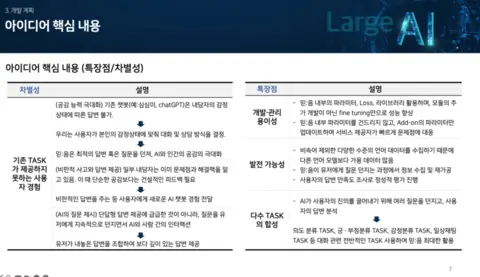 3. 개발 계획
아이디어 핵심 내용
Large
AI
아이디어 핵심 내용 (특장점/차별성)
차별성
설명
기존 TASK
가 제공하지
못하는 사용
자 경험
(공감 능력 극대화) 기존 챗봇(예:심심미, chatGPT)은 내담자의 감정
상태에 따른 답변 불가.
우리는 사용자가 본인의 감정상태에 맞춰 대화 및 상담 방식을 결정.
믿:음은 최적의 답변 혹은 질문을 던져, AI와 인간의 공감의 극대화
(비판적 사고와 답변 제공) 일부 내담자는 이미 문제점과 해결책을 알
고 있음. 이 때 단순한 공감보다는 건설적인 피드백 필요
비판적인 답변을 주는 등 사용자에게 새로운 AI 챗봇 경험 전달
(AI의 질문 제시) 단답형 답변 제공에 급급한 것이 아니라, 질문을 유
저에게 지속적으로 던지면서 AI와 사람 간의 인터랙션
유저가 내놓은 답변을 조합하여 보다 깊이 있는 답변 제공
특장점
설명
개발·관리
용이성
- 믿:음 내부의 파라미터, Loss, 라이브러리 활용하며, 모듈의 추
가 개발이 아닌 fine tuning만으로 성능 향상
- 믿:음 내부 파라미터를 건드리지 않고, Add-on의 파라미터만
업데이트하여 서비스 제공자가 빠르게 문제점에 대응
발전 가능성
- 비속어 제외한 다양한 수준의 언어 데이터를 수집하기 때문에
다른 언어 모델보다 가용 데이터 많음
- 믿:음이 유저에게 질문 던지는 과정에서 정보 수집 및 재가공
- 사용자의 답변 만족도 조사로 정성적 평가 진행
다수 TASK
의 합성
- AI가 사용자의 진의를 끌어내기 위해 여러 질문을 던지고, 사용
자의 답변 분석
의도 분류 TASK, 긍·부정분류 TASK, 감정분류 TASK, 일상채팅
TASK 등 대화 관련 전반적인 TASK 사용하여 믿:음 최대한 활용
7